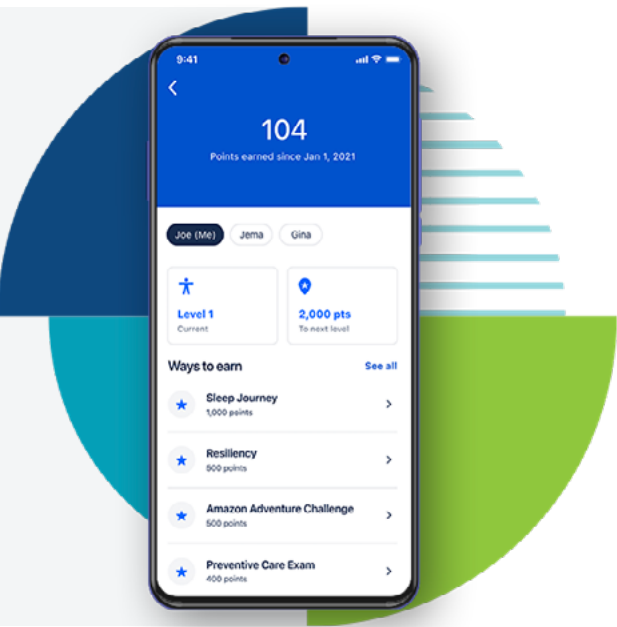 9:41
104
Points earned since Jan 1, 2021
Joe (Me) Jema Gina
Level 1
Current
2,000 pts
To next level
Ways to earn See all
Sleep Journey
1,000 points
Resiliency
500 points
Amazon Adventure Challenge
500 points
Preventive Care Exam
400 points